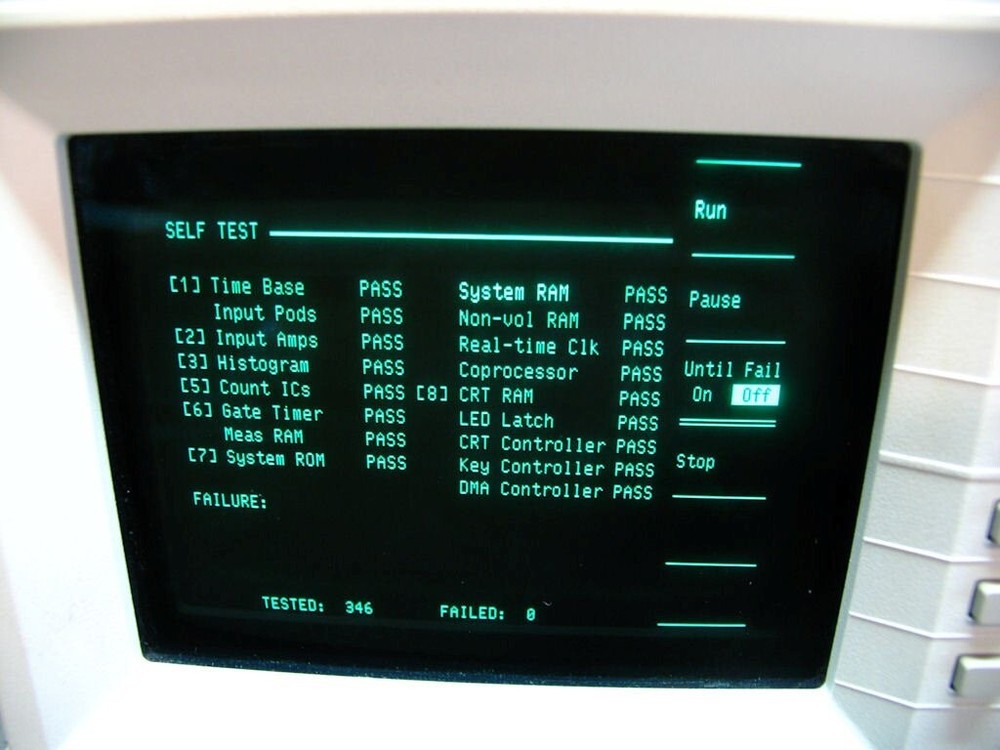 SELF TEST
[1] Time Base PASS System RAM PASS
Input Pods PASS Non-vol RAM PASS
[2] Input Amps PASS Real-time Clk PASS
[3] Histogram PASS Coprocessor PASS
[5] Count ICs PASS [8] CRT RAM PASS
[6] Gate Timer PASS LED Latch PASS
Meas RAM PASS CRT Controller PASS
[7] System ROM PASS Key Controller PASS
DMA Controller PASS
FAILURE:
TESTED: 346 FAILED: 0
Run
Pause
Until Fail
On Off
Stop